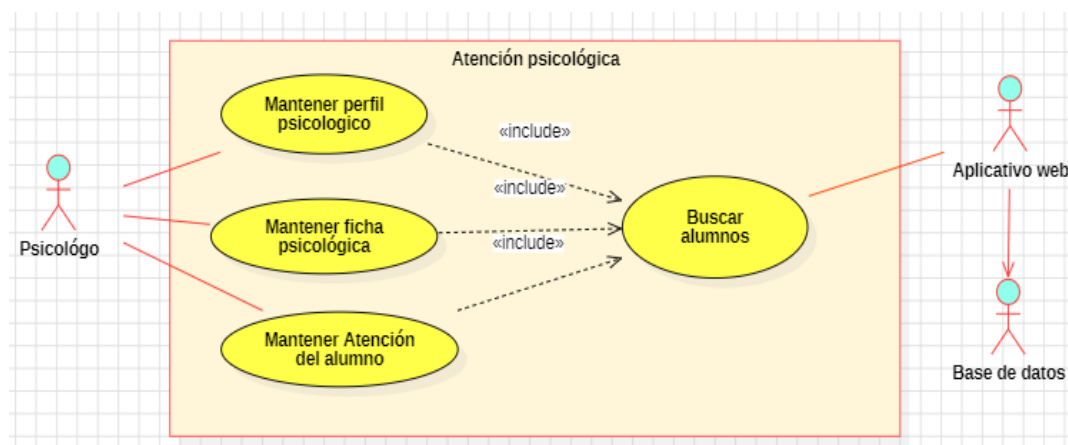 Atención psicológica
Mantener perfil
psicologico
«include»
Aplicativo web
«include»
Psicológo
Mantener ficha
psicológica
Buscar
alumnos
«include»
Mantener Atención
del alumno
Base de datos